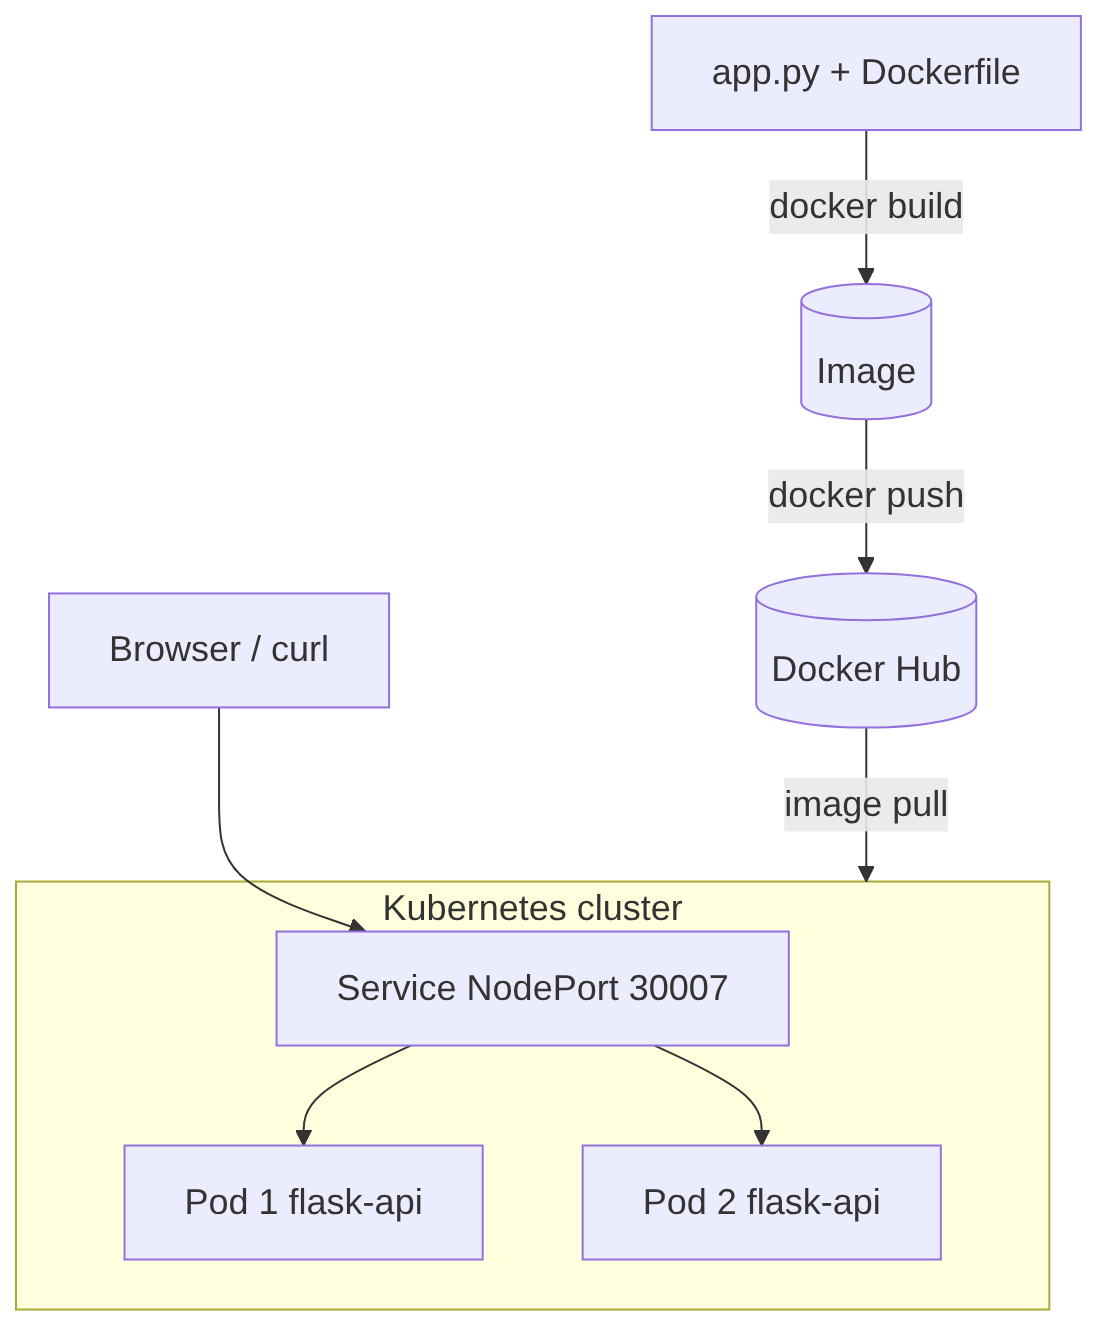 app.py + Dockerfile
docker build
Image
docker push
Browser / curl
Docker Hub
image pull
Kubernetes cluster
Service NodePort 30007
Pod 1 flask-api
Pod 2 flask-api